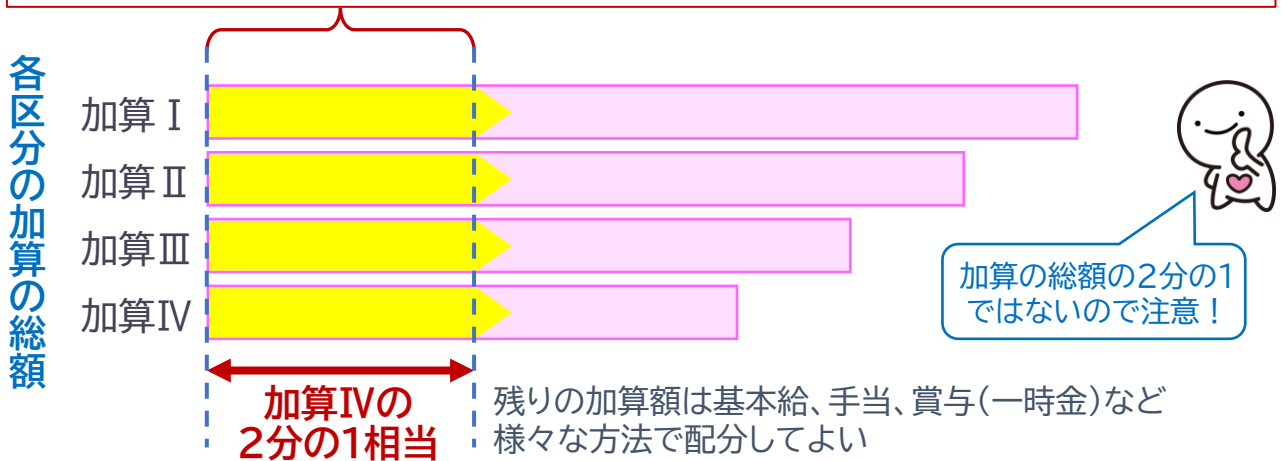 各区分の加算の総額
加算Ⅰ
加算Ⅱ
加算Ⅲ
加算Ⅳ
加算の総額の2分の1
ではないので注意！
加算Ⅳの
2分の1相当
残りの加算額は基本給、手当、賞与(一時金)など
様々な方法で配分してよい